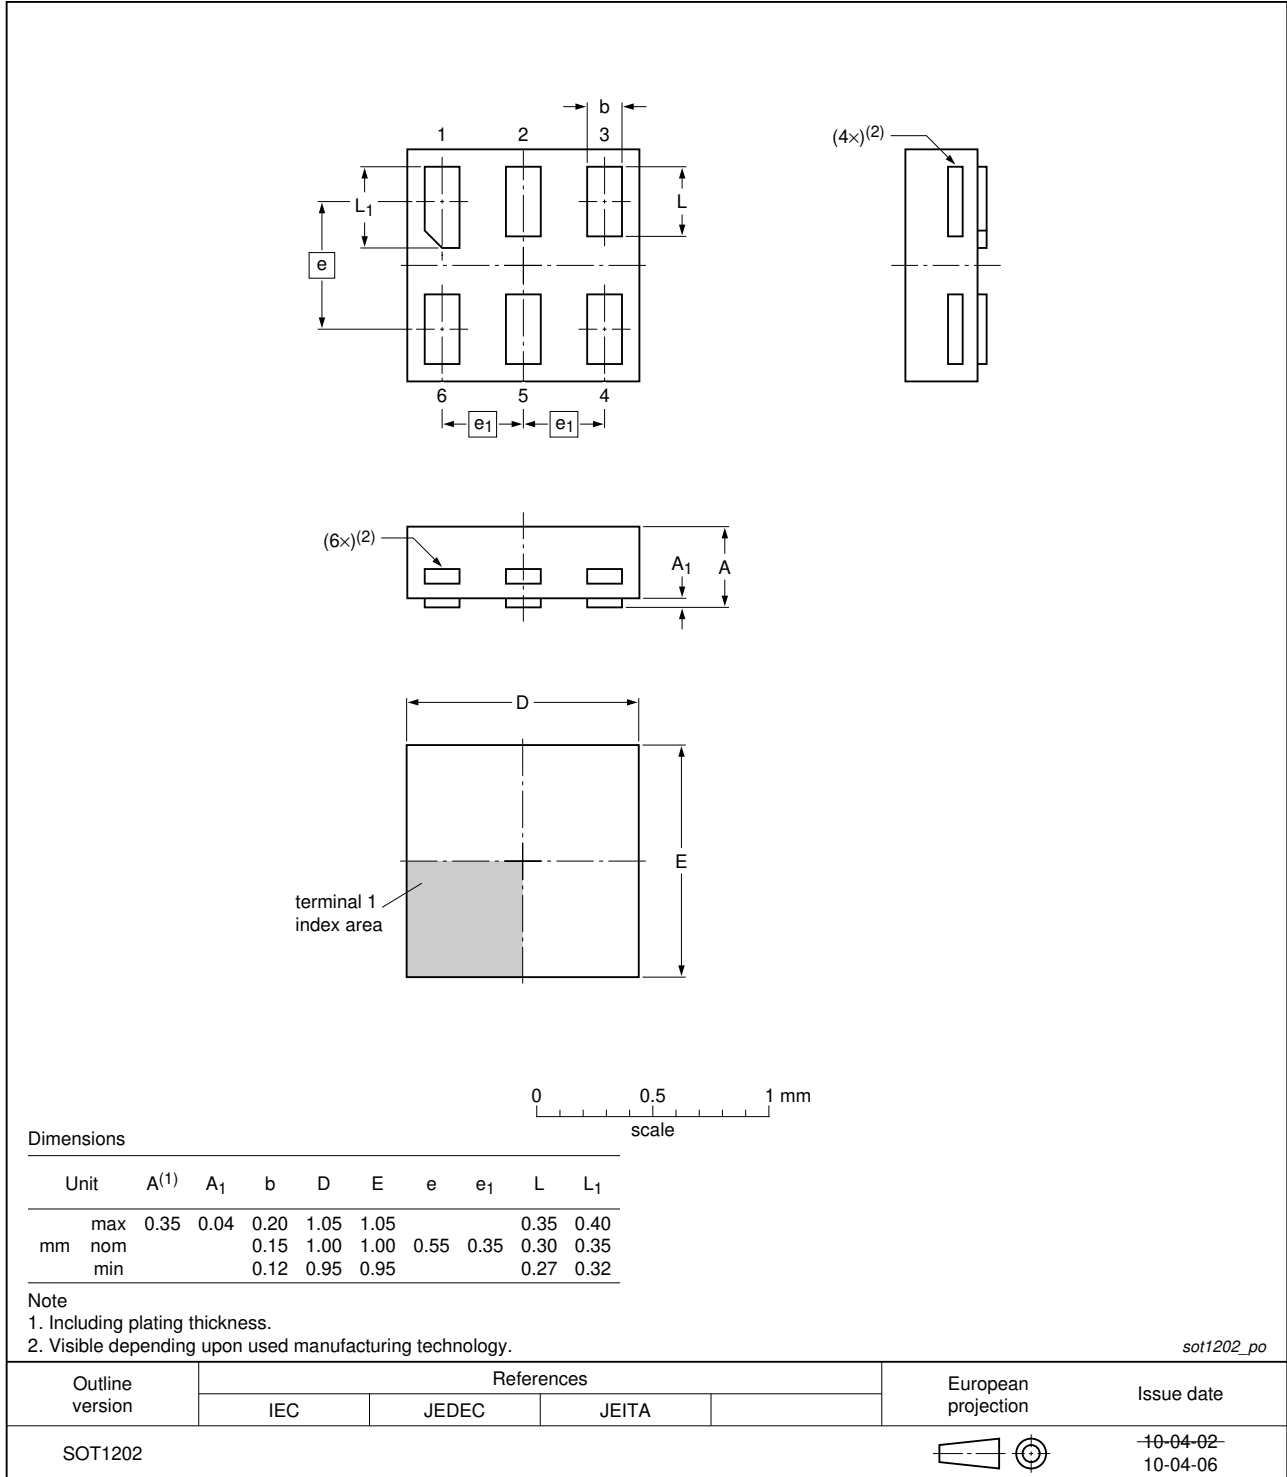 b
1 2 3
(4×)(2)
L1
L
e
6 5 4
e1 e1
(6×)(2)
A1 A
D
E
terminal 1
index area
0 0.5 1 mm
scale
Dimensions
Unit A(1) A1 b D E e e1 L L1
max 0.35 0.04 0.20 1.05 1.05 0.35 0.40
mm nom 0.15 1.00 1.00 0.55 0.35 0.30 0.35
min 0.12 0.95 0.95 0.27 0.32
Note
1. Including plating thickness.
2. Visible depending upon used manufacturing technology.
sot1202_po
Outline
version
References
IEC JEDEC JEITA
European
projection
Issue date
SOT1202
10-04-02
10-04-06